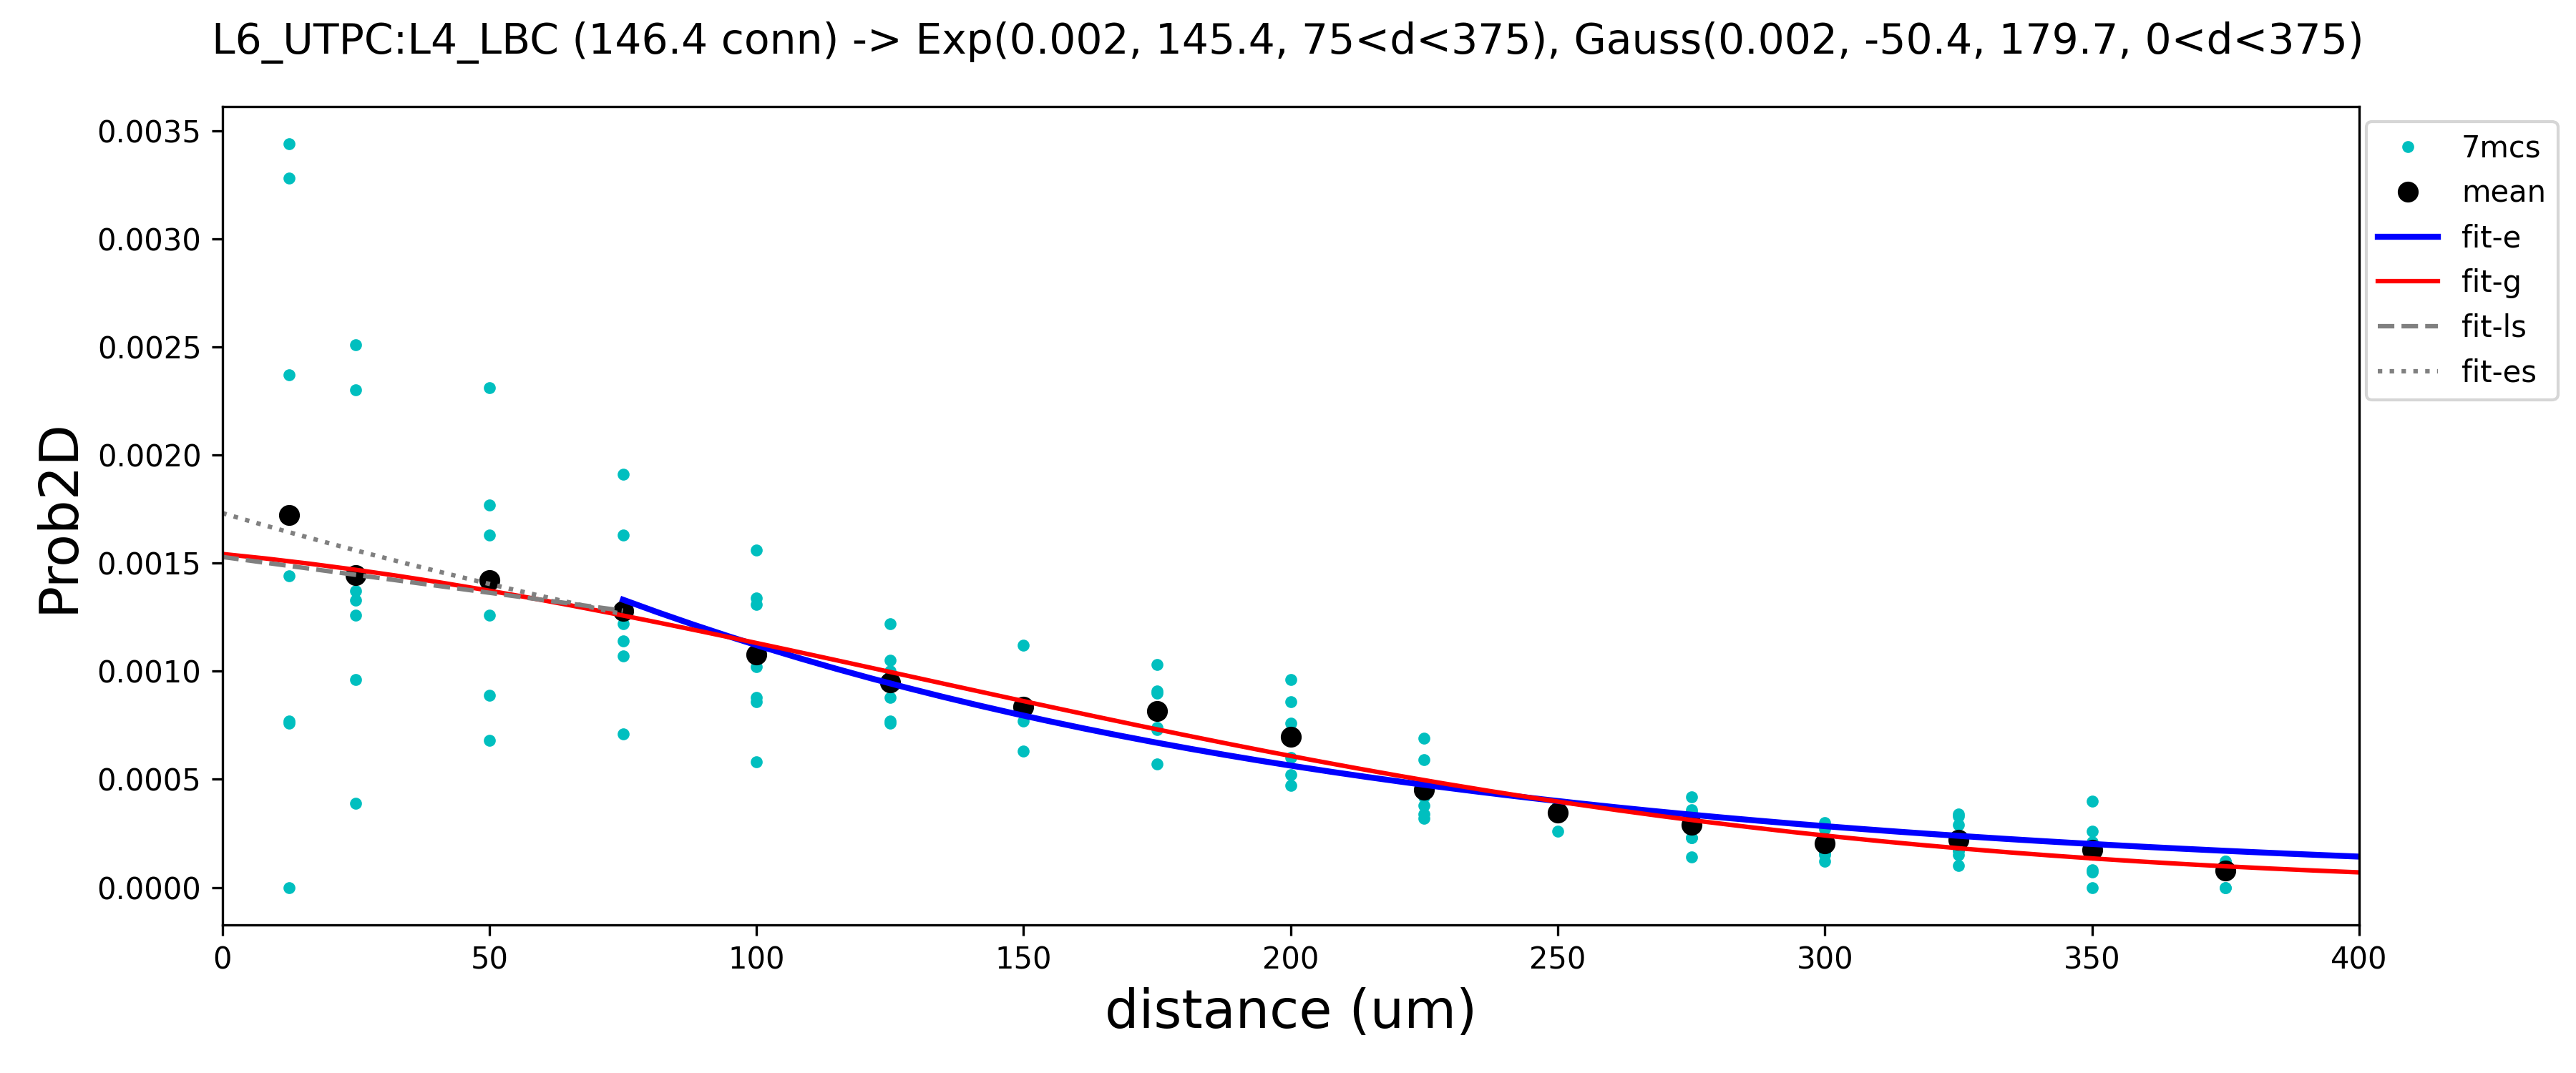 L6_UTPC:L4_LBC (146.4 conn) -> Exp(0.002, 145.4, 75<d<375), Gauss(0.002, -50.4, 179.7, 0<d<375)
Prob2D
0.0035
0.0030
0.0025
0.0020
0.0015
0.0010
0.0005
0.0000
0 50 100 150 200 250 300 350 400
distance (um)
7mcs
mean
fit-e
fit-g
fit-ls
fit-es